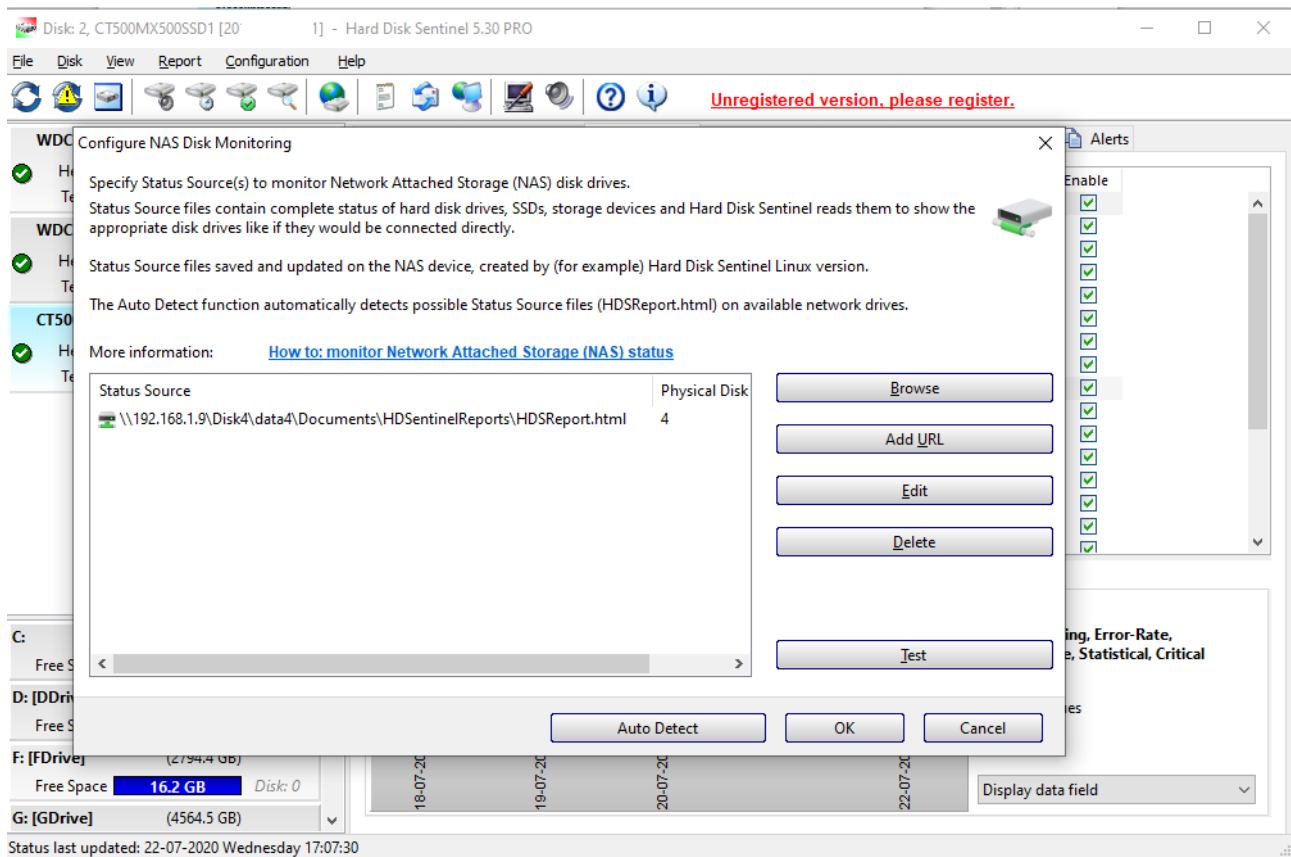 Disk: 2, CT500MX500SSD1 [20 1] - Hard Disk Sentinel 5.30 PRO
File Disk View Report Configuration Help
Unregistered version, please register.
WDC
Configure NAS Disk Monitoring
Alerts
Specify Status Source(s) to monitor Network Attached Storage (NAS) disk drives.
Enable
Status Source files contain complete status of hard disk drives, SSDs, storage devices and Hard Disk Sentinel reads them to show the
appropriate disk drives like if they would be connected directly.
WDC
Status Source files saved and updated on the NAS device, created by (for example) Hard Disk Sentinel Linux version.
The Auto Detect function automatically detects possible Status Source files (HDSReport.html) on available network drives.
CT50
More information: How to: monitor Network Attached Storage (NAS) status
Status Source Physical Disk
Browse
\\192.168.1.9\Disk4\data4\Documents\HDSentinelReports\HDSReport.html 4
Add URL
Edit
Delete
Test
Auto Detect OK Cancel
C:
Free S
ing, Error-Rate,
e, Statistical, Critical
D: [DDriv
Free S
ues
F: [FDrive] (2794.4 GB)
Free Space 16.2 GB Disk: 0
G: [GDrive] (4564.5 GB)
18-07-20
19-07-20
20-07-20
22-07-20
Display data field
Status last updated: 22-07-2020 Wednesday 17:07:30